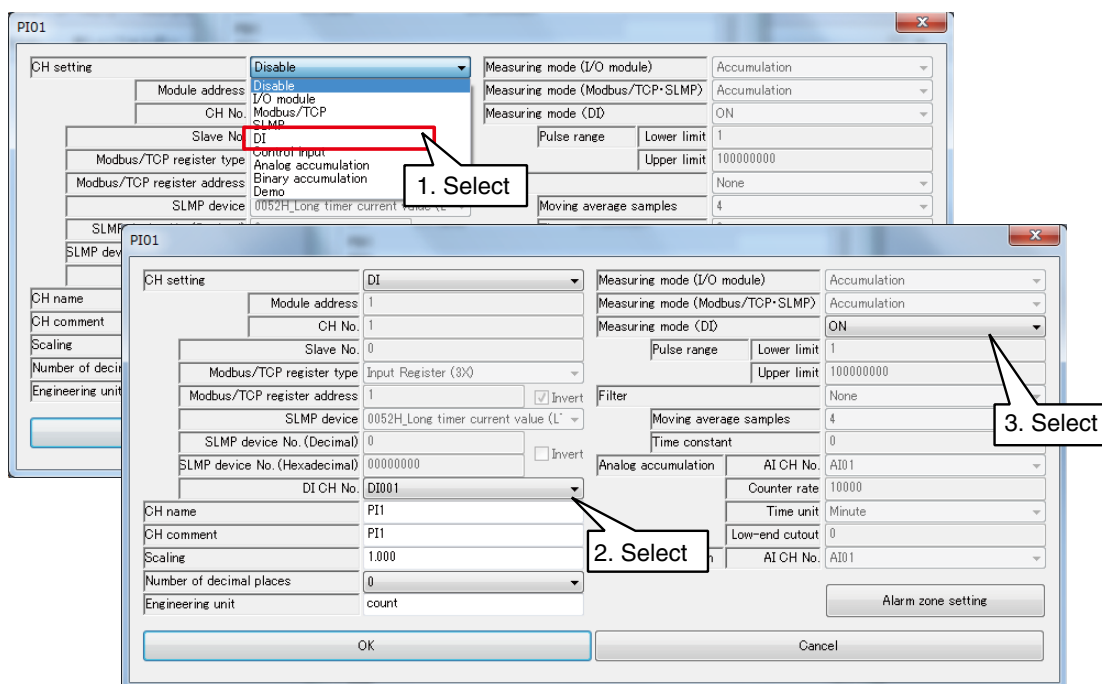 PI01
CH setting
Disable
Disable
I/O module
Modbus/TCP
SLMP
DI
Control input
Analog accumulation
Binary accumulation
Demo
Module address
CH No.
Slave No
Modbus/TCP register type
Modbus/TCP register address
SLMP device
0052H_Long timer current value (L
SLMP
SLMP dev
CH name
CH comment
Scaling
Number of decir
Engineering unit
Measuring mode (I/O module)
Accumulation
Measuring mode (Modbus/TCP・SLMP)
Accumulation
Measuring mode (DI)
ON
Pulse range
Lower limit
1
Upper limit
100000000
None
Moving average samples
4
1. Select
PI01
CH setting
DI
Module address
1
CH No.
1
Slave No.
0
Modbus/TCP register type
Input Register (3X)
Modbus/TCP register address
1
Invert
SLMP device
0052H_Long timer current value (L
SLMP device No. (Decimal)
0
Invert
SLMP device No. (Hexadecimal)
00000000
DI CH No.
DI001
CH name
PI1
CH comment
PI1
Scaling
1.000
Number of decimal places
0
Engineering unit
count
Measuring mode (I/O module)
Accumulation
Measuring mode (Modbus/TCP・SLMP)
Accumulation
Measuring mode (DI)
ON
Pulse range
Lower limit
1
Upper limit
100000000
Filter
None
Moving average samples
4
Time constant
0
Analog accumulation
AI CH No.
AI01
Counter rate
10000
Time unit
Minute
Low-end cutout
0
AI CH No.
AI01
2. Select
3. Select
Alarm zone setting
OK
Cancel